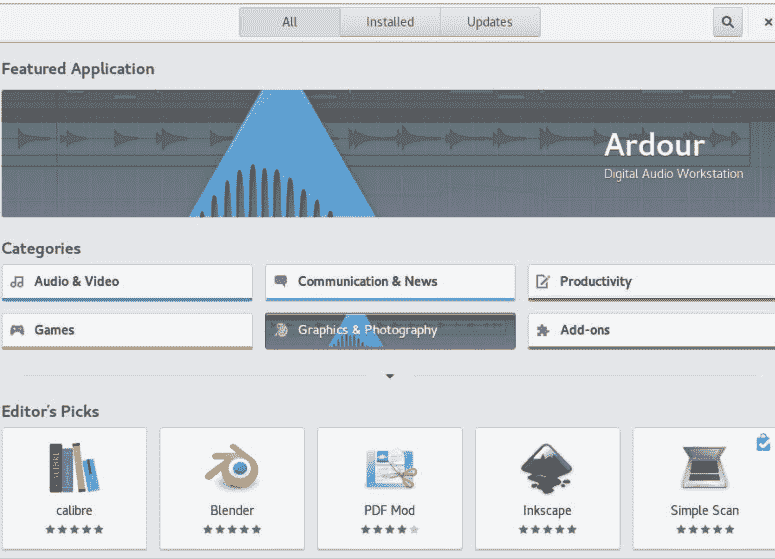 All Installed Updates
Featured Application
Ardour
Digital Audio Workstation
Categories
Audio & Video Communication & News Productivity
Games Graphics & Photography Add-ons
Editor's Picks
calibre Blender PDF Mod Inkscape Simple Scan